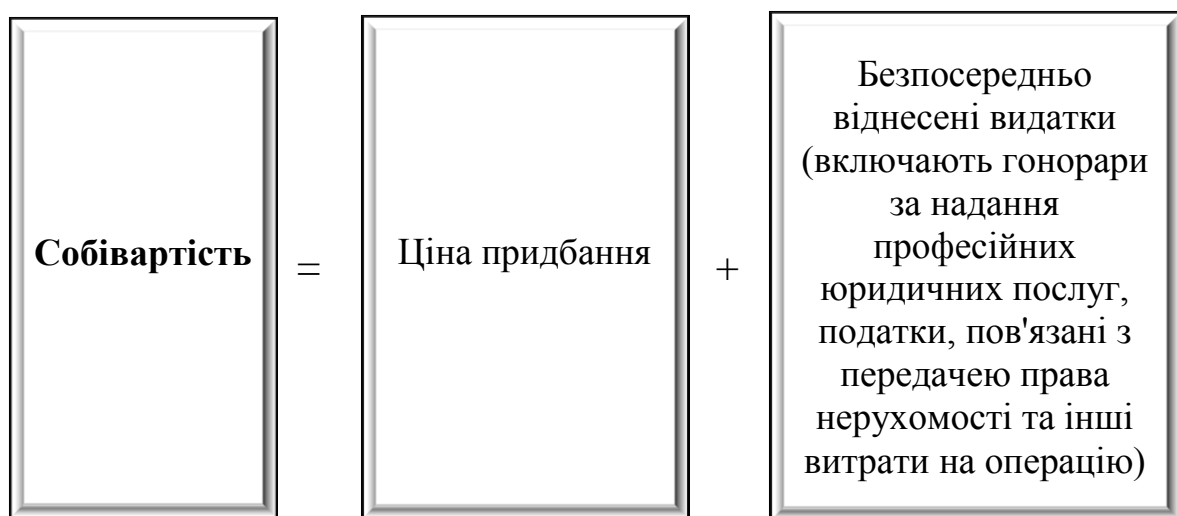 Собівартість
=
Ціна придбання
+
Безпосередньо
віднесені видатки
(включають гонорари
за надання
професійних
юридичних послуг,
податки, пов'язані з
передачею права
нерухомості та інші
витрати на операцію)